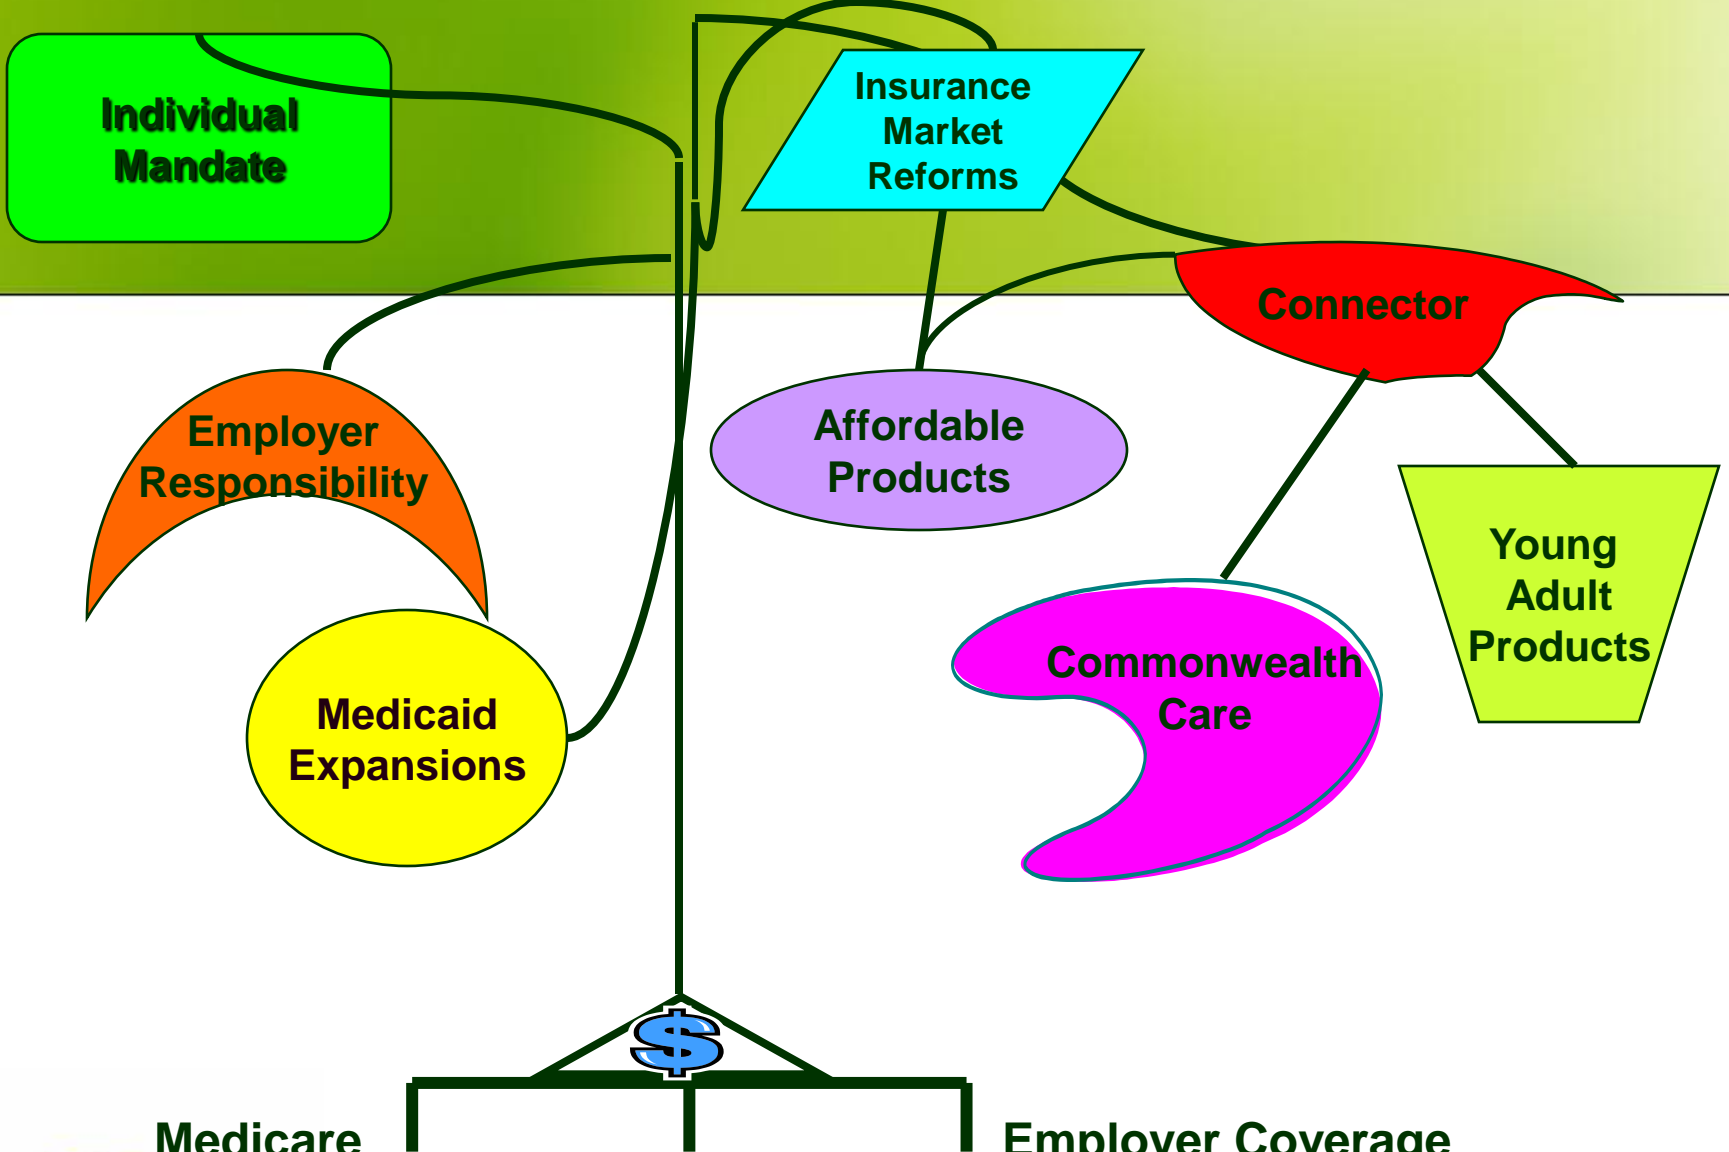 Individual
Mandate
Insurance
Market
Reforms
Connector
Employer
Responsibility
Affordable
Products
Young
Adult
Products
Commonwealth
Care
Medicaid
Expansions
$
Medicare
Employer Coverage